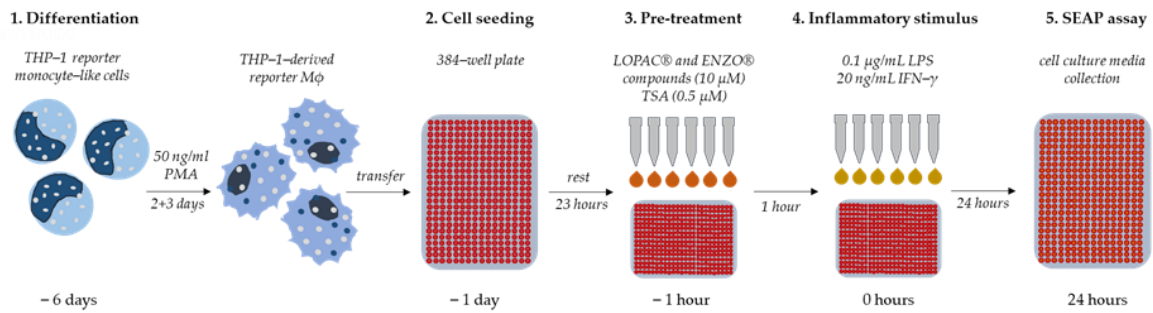 1. Differentiation
THP–1 reporter
monocyte–like cells
THP–1–derived
reporter Mϕ
50 ng/ml
PMA
2+3 days
transfer
– 6 days
2. Cell seeding
384–well plate
– 1 day
rest
23 hours
3. Pre-treatment
LOPAC® and ENZO®
compounds (10 µM)
TSA (0.5 µM)
– 1 hour
1 hour
4. Inflammatory stimulus
0.1 µg/mL LPS
20 ng/mL IFN–γ
0 hours
24 hours
5. SEAP assay
cell culture media
collection
24 hours